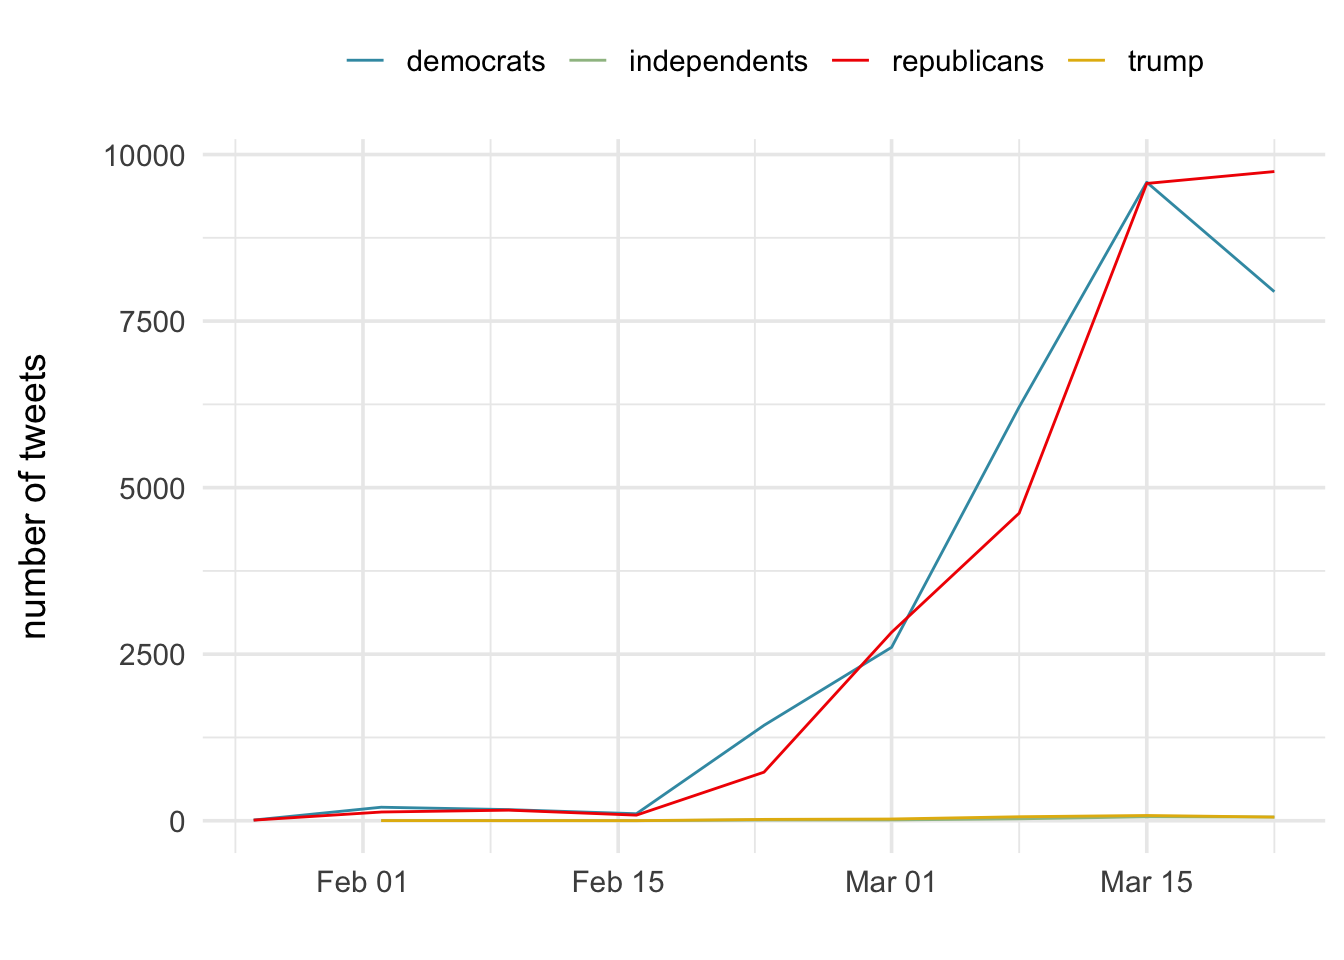 democrats independents republicans trump
10000
7500
5000
2500
0
number of tweets
Feb 01 Feb 15 Mar 01 Mar 15